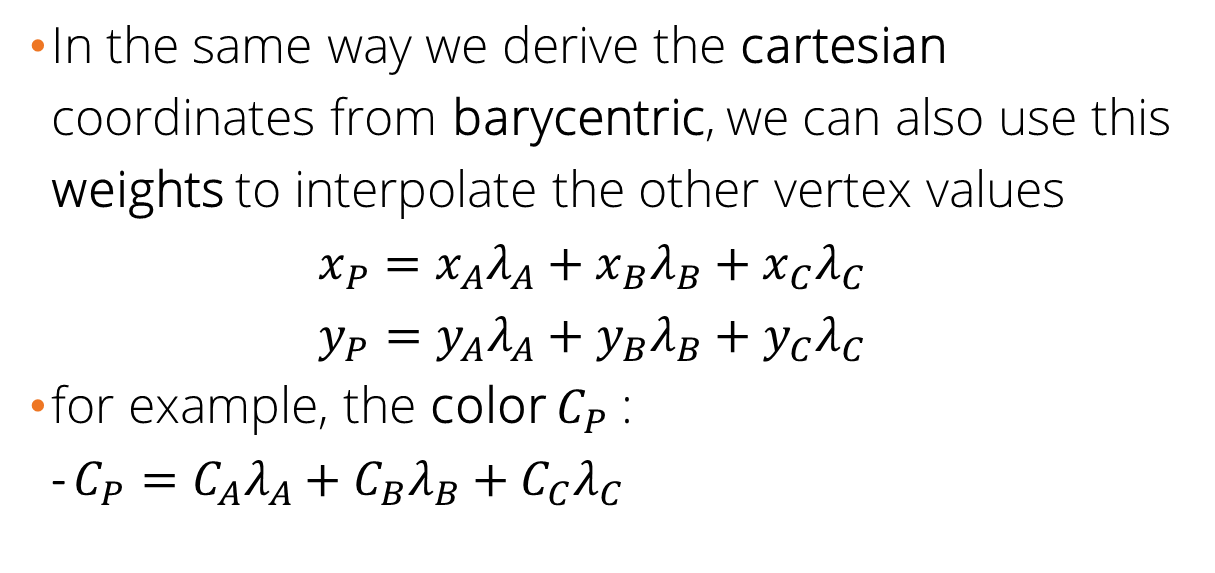 •In the same way we derive the cartesian
coordinates from barycentric, we can also use this
weights to interpolate the other vertex values
x_P = x_Aλ_A + x_Bλ_B + x_Cλ_C
y_P = y_Aλ_A + y_Bλ_B + y_Cλ_C
•for example, the color C_P :
- C_P = C_Aλ_A + C_Bλ_B + C_Cλ_C